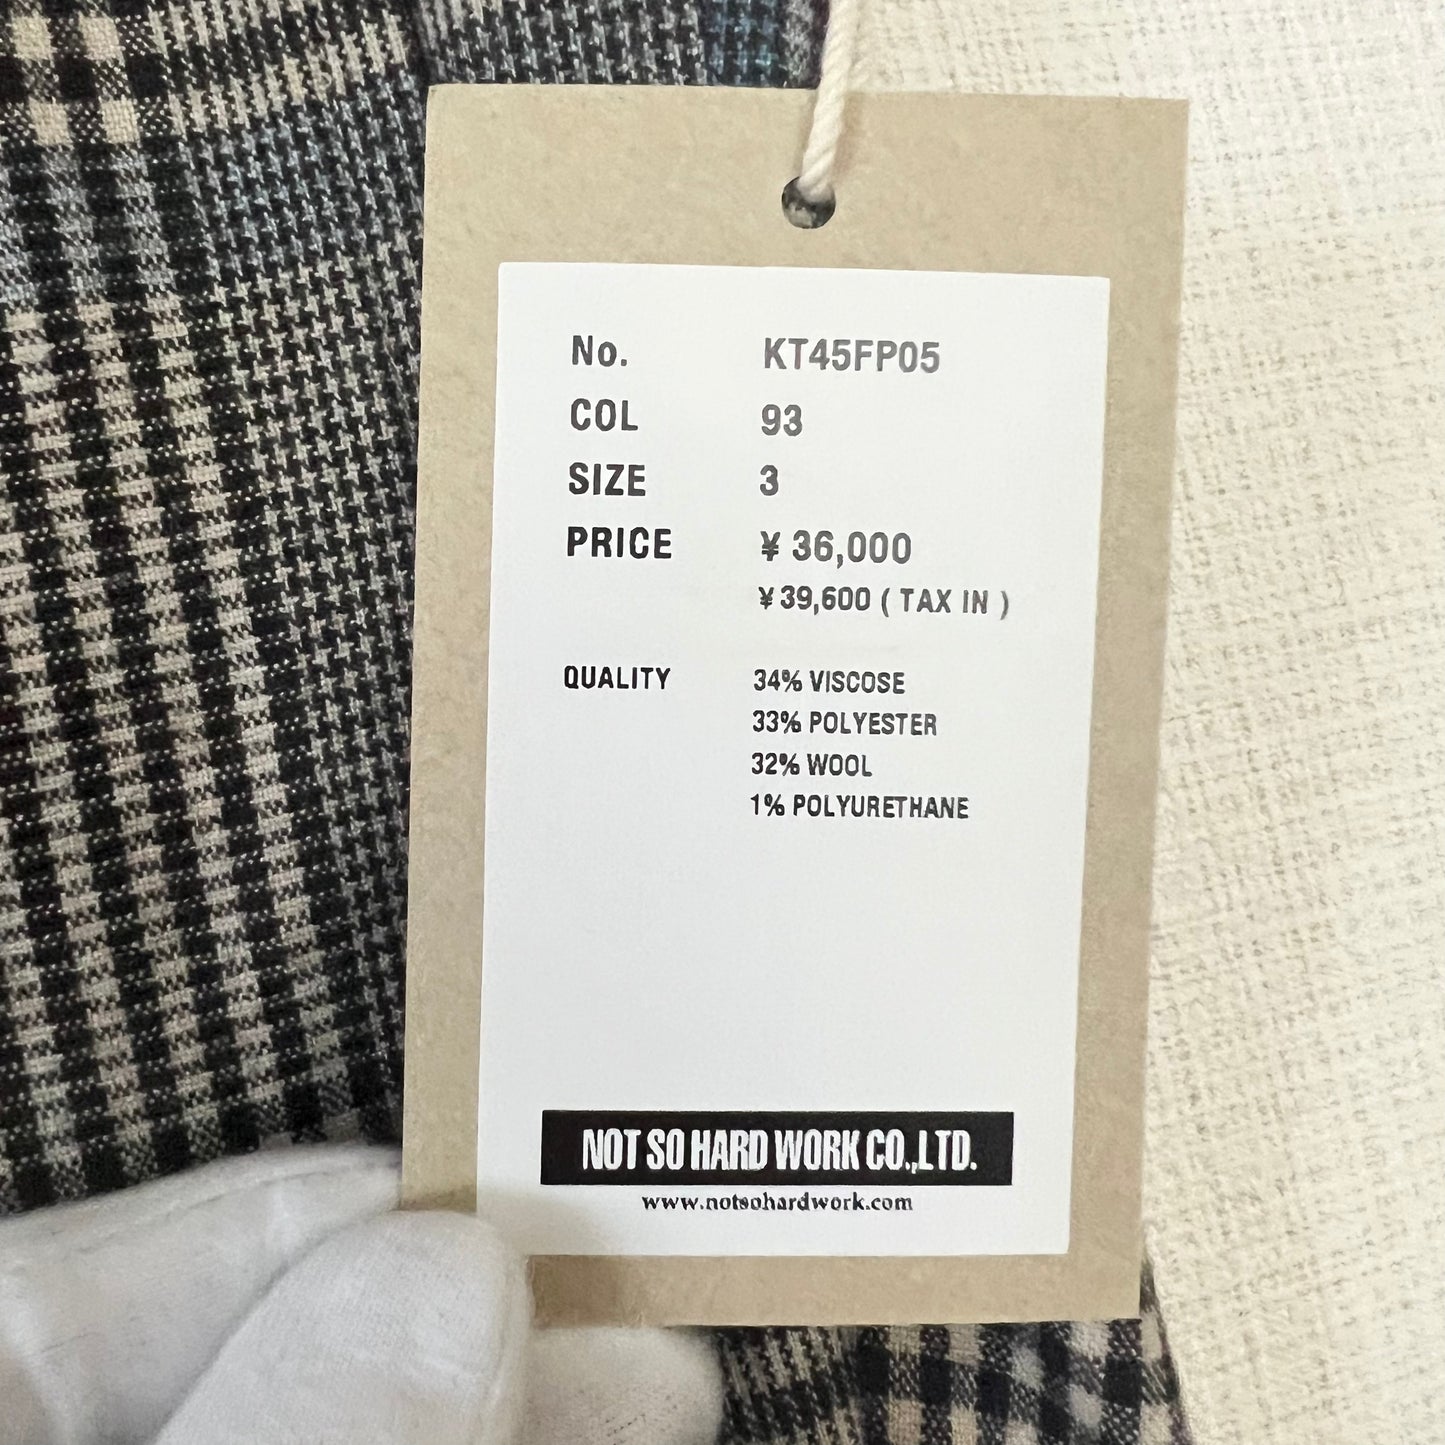 No. KT45FP05
COL 93
SIZE 3
PRICE ¥ 36,000
¥39,600 ( TAX IN )
QUALITY 34% VISCOSE
33% POLYESTER
32% WOOL
1% POLYURETHANE
NOT SO HARD WORK CO.,LTD.
www.notsohardwork.com